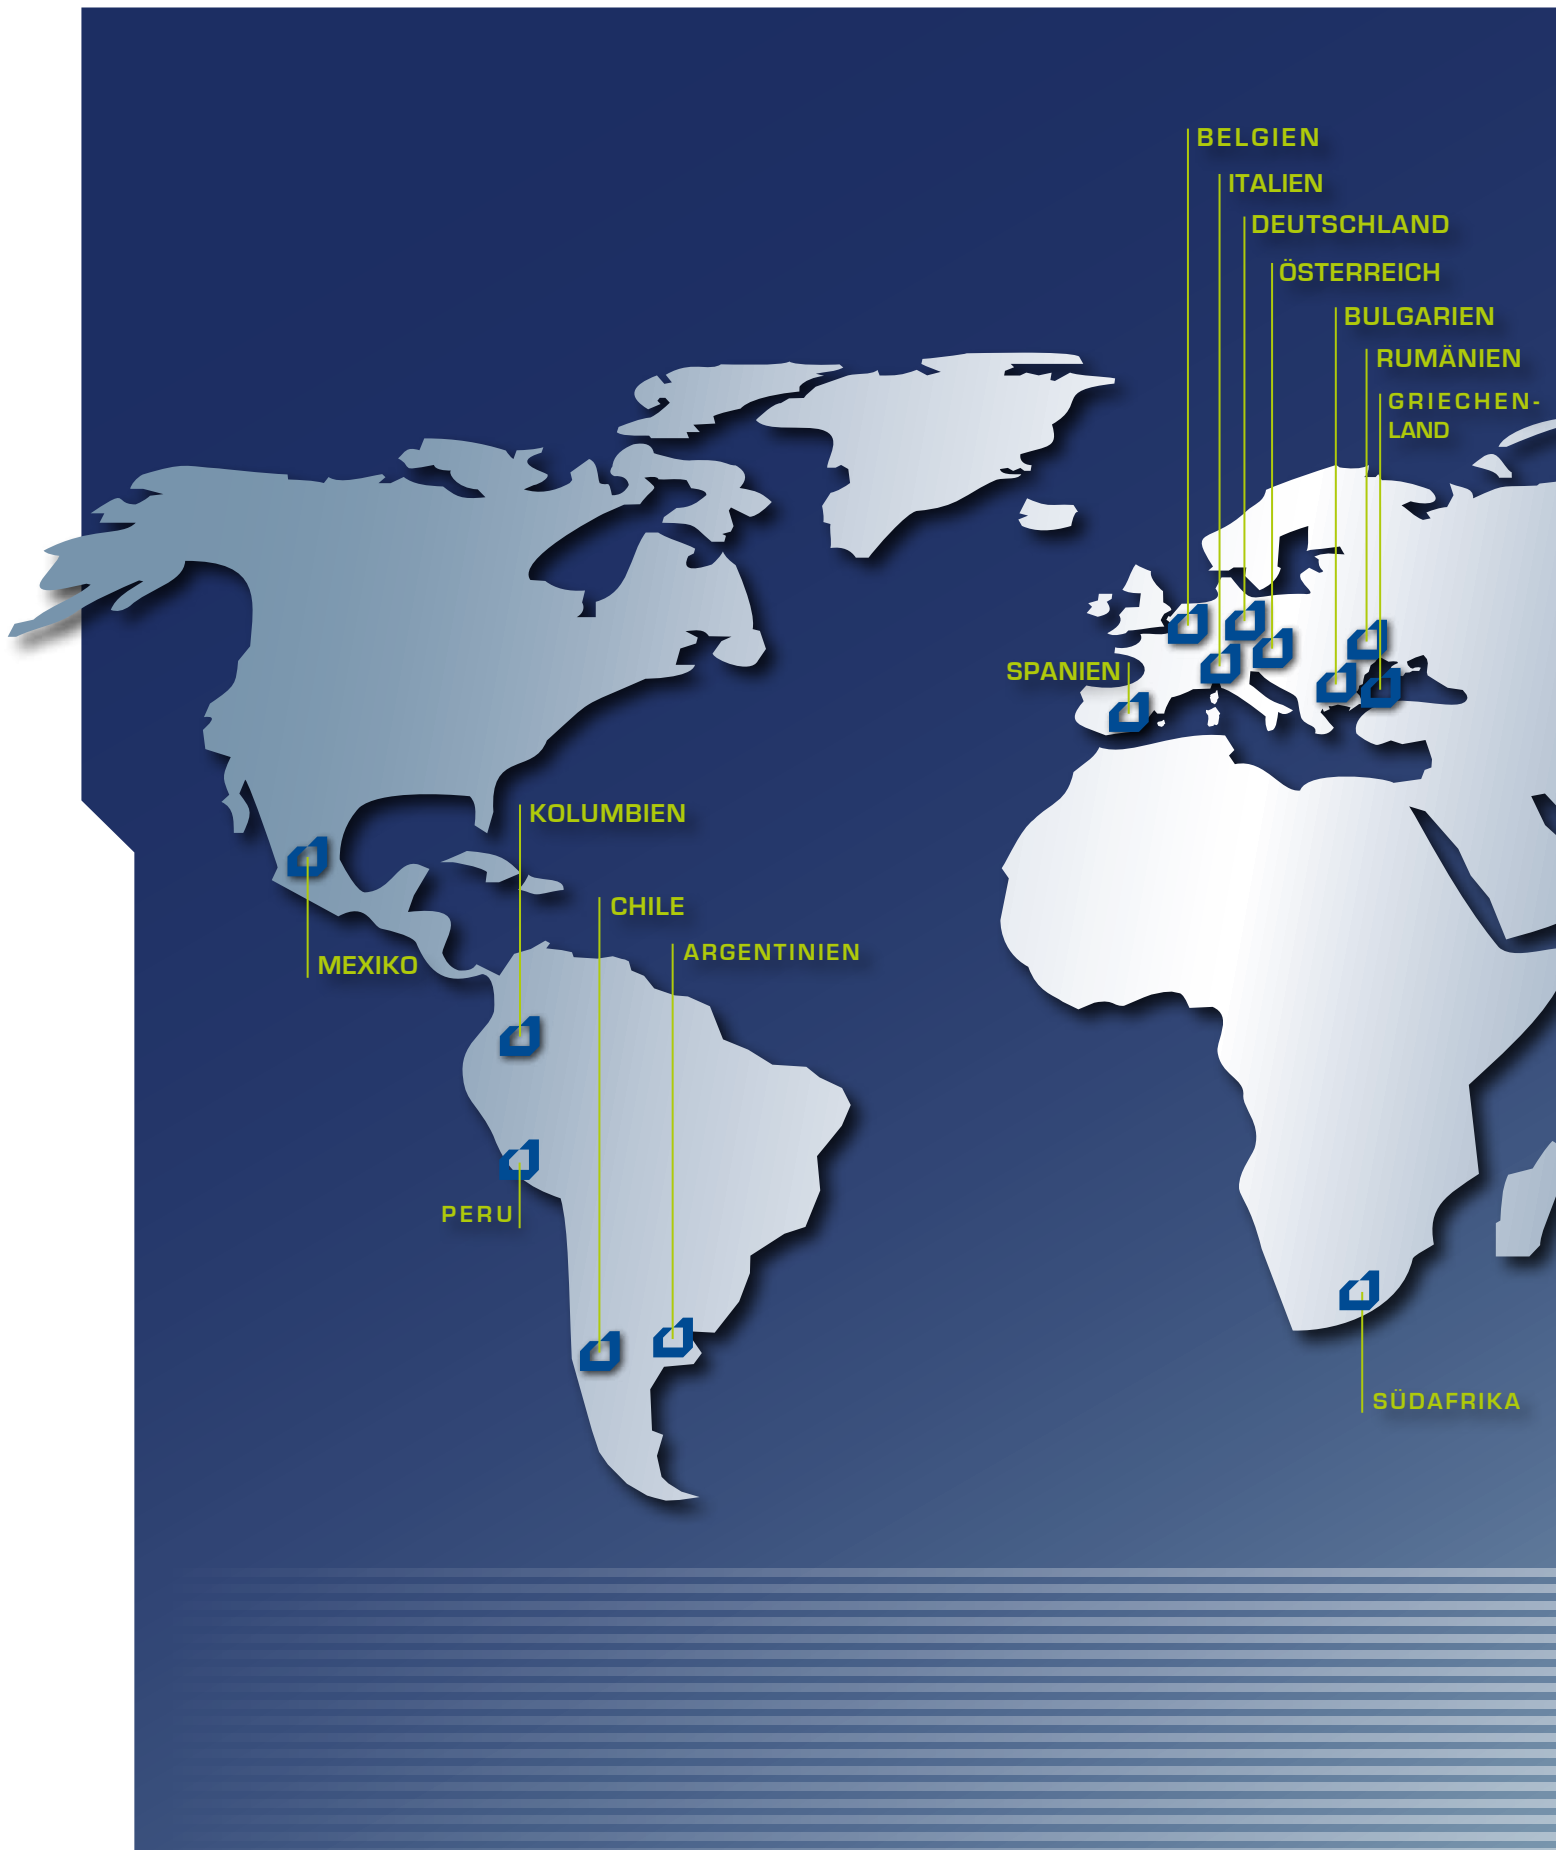 BELGIEN
ITALIEN
DEUTSCHLAND
ÖSTERREICH
BULGARIEN
RUMÄNIEN
GRIECHEN-
LAND
SPANIEN
KOLUMBIEN
CHILE
ARGENTINIEN
MEXIKO
PERU
SÜDAFRIKA